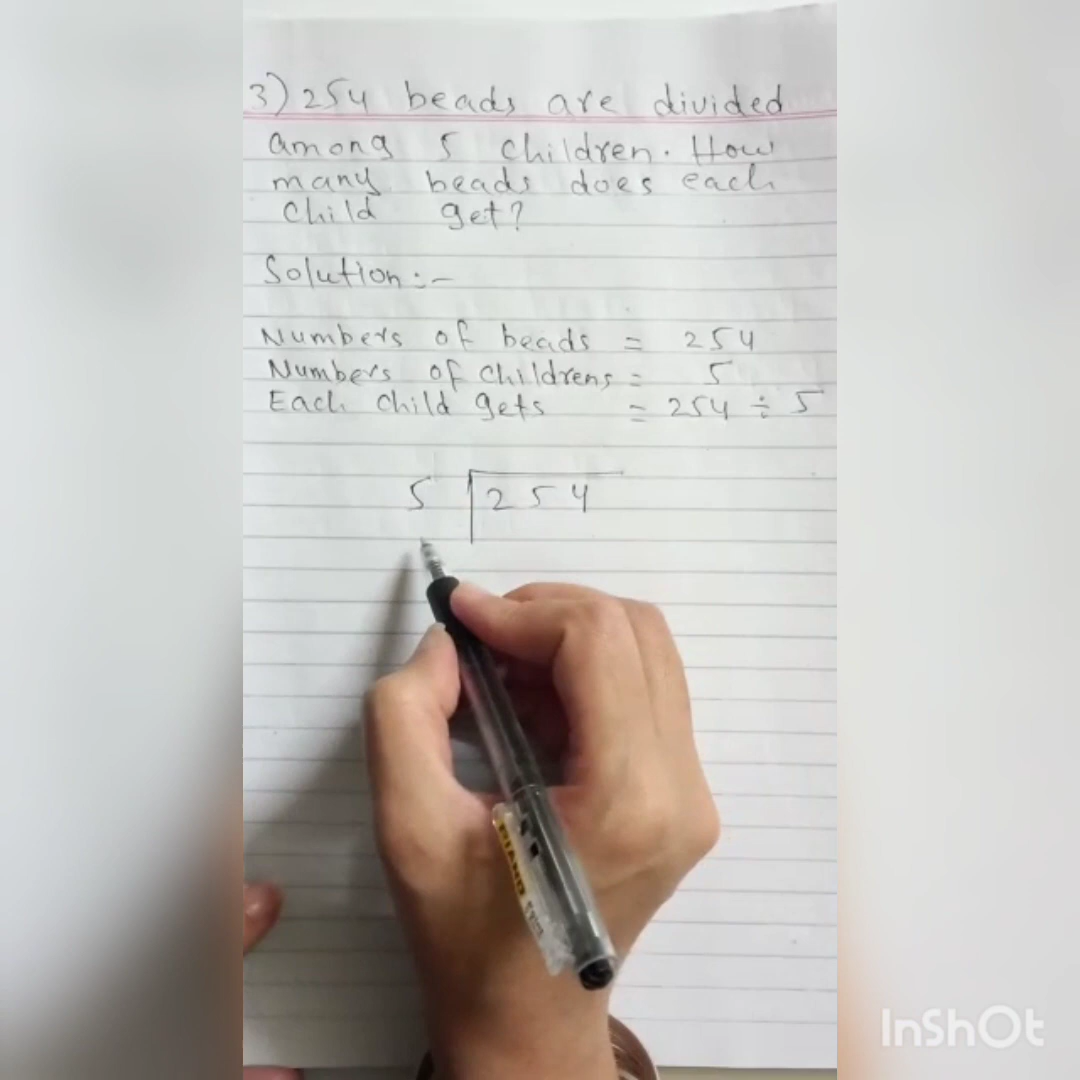 3) 254 beads are divided
among 5 children. How
many beads does each
child get?
Solution :-
Numbers of beads = 254
Numbers of childrens = 5
Each child gets = 254 ÷ 5
5 254
PIANO
InShOt